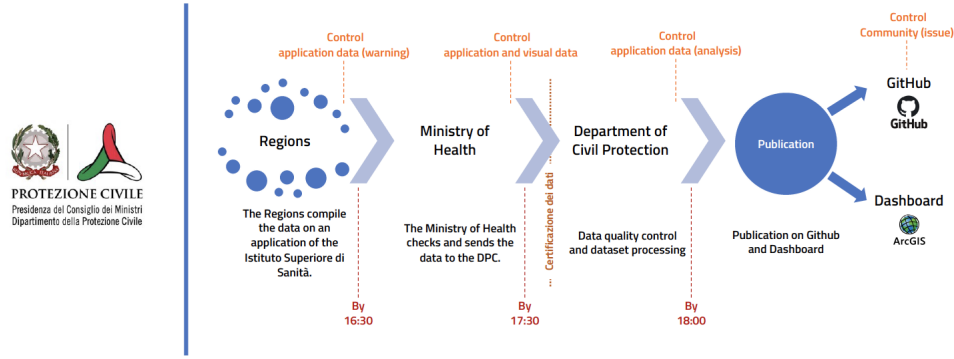 PROTEZIONE CIVILE
Presidenza del Consiglio dei Ministri
Dipartimento della Protezione Civile
Control
application data (warning)
Control
application and visual data
Control
application data (analysis)
Control
Community (issue)
Regions
Ministry of
Health
Department of
Civil Protection
Publication
GitHub
GitHub
Dashboard
ArcGIS
The Regions compile
the data on an
application of the
Istituto Superiore di
Sanità.
The Ministry of Health
checks and sends the
data to the DPC.
... Certificazione dei dati
Data quality control
and dataset processing
Publication on Github
and Dashboard
By
16:30
By
17:30
By
18:00